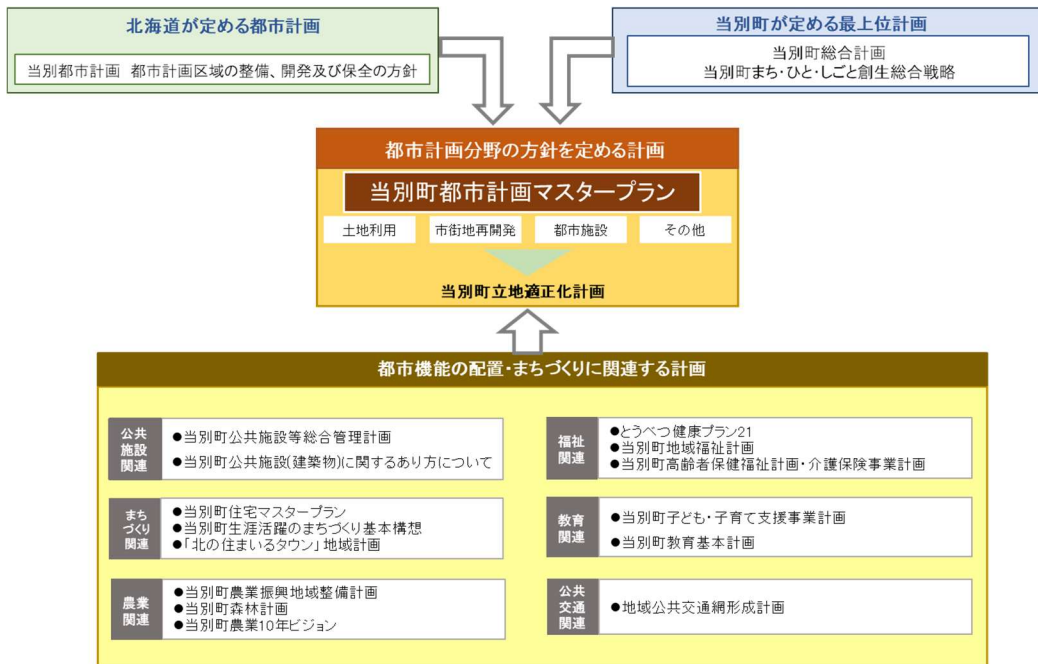 北海道が定める都市計画
当別都市計画 都市計画区域の整備、開発及び保全の方針
当別町が定める最上位計画
当別町総合計画
当別町まち・ひと・しごと創生総合戦略
都市計画分野の方針を定める計画
当別町都市計画マスタープラン
土地利用
市街地再開発
都市施設
その他
当別町立地適正化計画
都市機能の配置・まちづくりに関連する計画
公共
施設
関連
●当別町公共施設等総合管理計画
●当別町公共施設(建築物)に関するあり方について
まち
づくり
関連
●当別町住宅マスタープラン
●当別町生涯活躍のまちづくり基本構想
●「北の住まいるタウン」地域計画
農業
関連
●当別町農業振興地域整備計画
●当別町森林計画
●当別町農業10年ビジョン
福祉
関連
●とうべつ健康プラン21
●当別町地域福祉計画
●当別町高齢者保健福祉計画・介護保険事業計画
教育
関連
●当別町子ども・子育て支援事業計画
●当別町教育基本計画
公共
交通
関連
●地域公共交通網形成計画